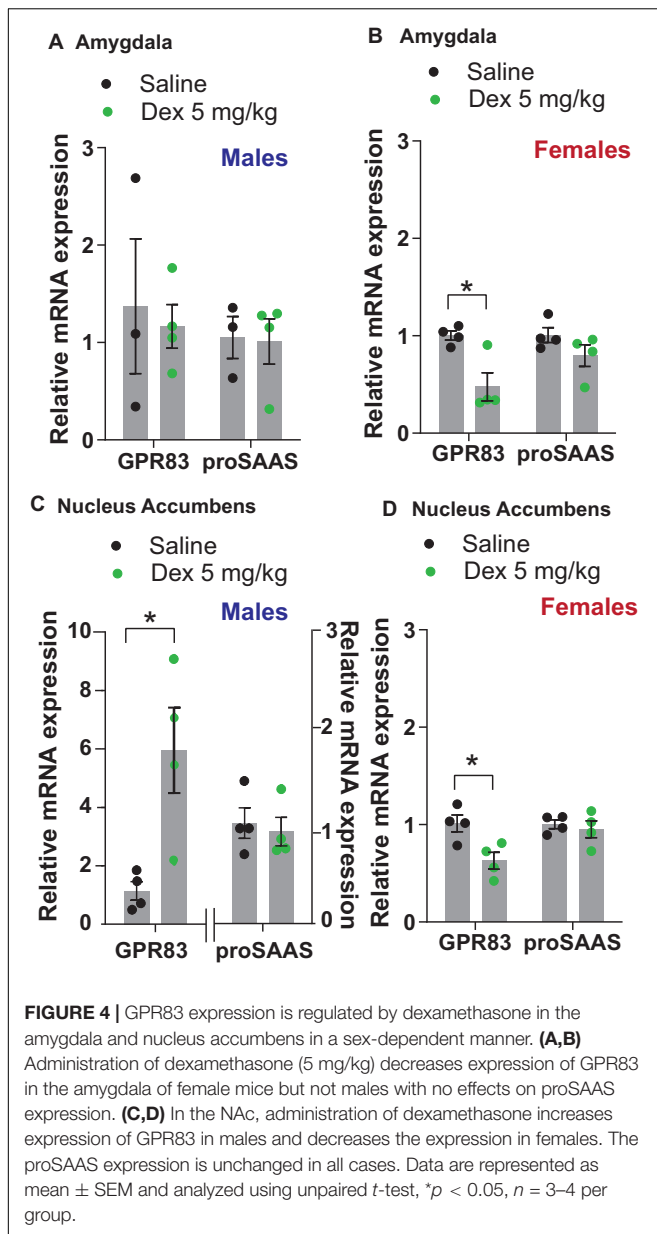 A Amygdala
Saline
Dex 5 mg/kg
Males
Relative mRNA expression
3
2
1
0
GPR83 proSAAS
B Amygdala
Saline
Dex 5 mg/kg
Females
Relative mRNA expression
3
2
1
0
*
GPR83 proSAAS
C Nucleus Accumbens
Saline
Dex 5 mg/kg
Males
Relative mRNA expression
10
8
6
4
2
0
*
Relative mRNA expression
3
2
1
0
GPR83 proSAAS
D Nucleus Accumbens
Saline
Dex 5 mg/kg
Females
Relative mRNA expression
3
2
1
0
*
GPR83 proSAAS
FIGURE 4 | GPR83 expression is regulated by dexamethasone in the
amygdala and nucleus accumbens in a sex-dependent manner. (A,B)
Administration of dexamethasone (5 mg/kg) decreases expression of GPR83
in the amygdala of female mice but not males with no effects on proSAAS
expression. (C,D) In the NAc, administration of dexamethasone increases
expression of GPR83 in males and decreases the expression in females. The
proSAAS expression is unchanged in all cases. Data are represented as
mean ± SEM and analyzed using unpaired t-test, *p < 0.05, n = 3–4 per
group.